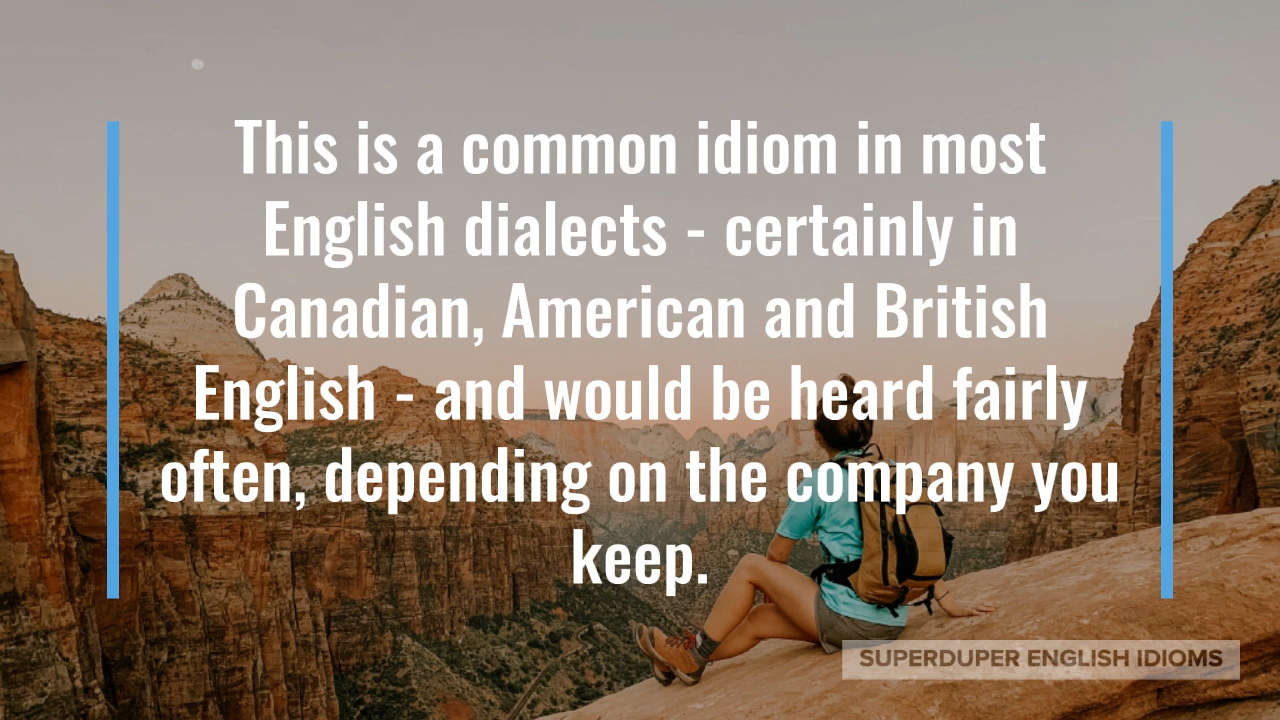 This is a common idiom in most
English dialects - certainly in
Canadian, American and British
English - and would be heard fairly
often, depending on the company you
keep.
SUPERDUPER ENGLISH IDIOMS